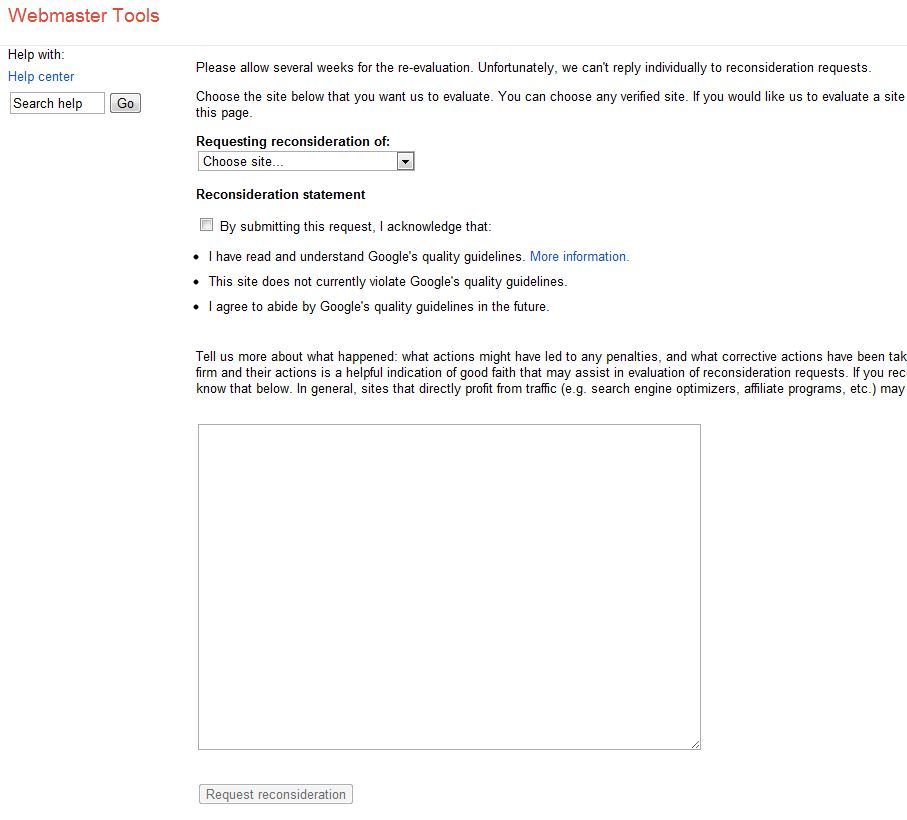 Webmaster Tools
Help with:
Help center
Search help Go
Please allow several weeks for the re-evaluation. Unfortunately, we can't reply individually to reconsideration requests.
Choose the site below that you want us to evaluate. You can choose any verified site. If you would like us to evaluate a site
this page.
Requesting reconsideration of:
Choose site...
Reconsideration statement
By submitting this request, I acknowledge that:
• I have read and understand Google's quality guidelines. More information.
• This site does not currently violate Google's quality guidelines.
• I agree to abide by Google's quality guidelines in the future.
Tell us more about what happened: what actions might have led to any penalties, and what corrective actions have been tak
firm and their actions is a helpful indication of good faith that may assist in evaluation of reconsideration requests. If you rec
know that below. In general, sites that directly profit from traffic (e.g. search engine optimizers, affiliate programs, etc.) may
Request reconsideration